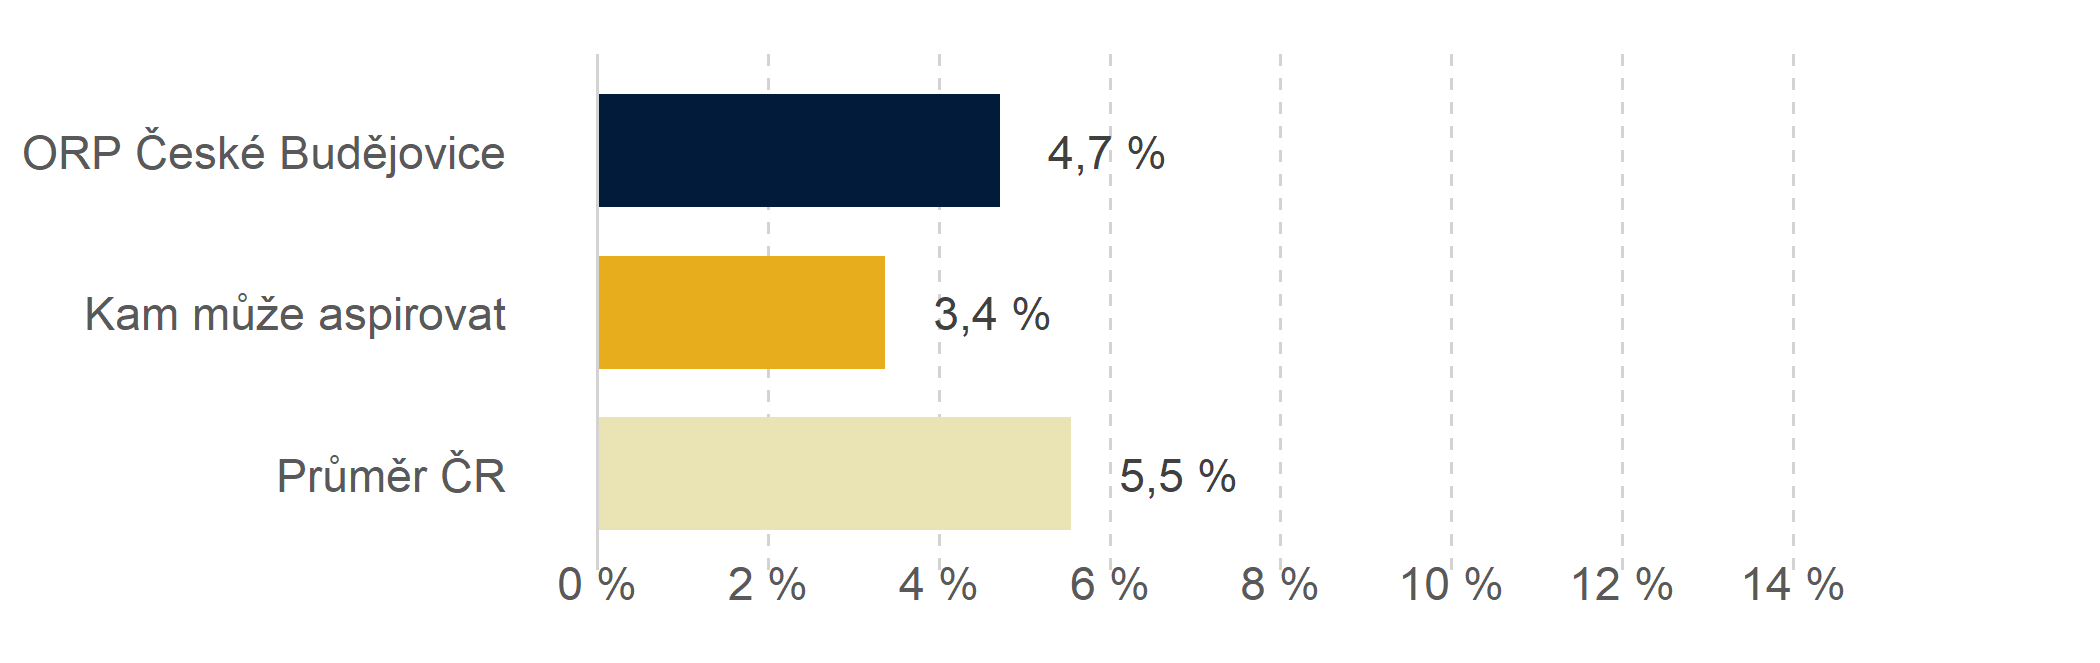 ORP České Budějovice
4,7 %
Kam může aspirovat
3,4 %
Průměr ČR
5,5 %
0 % 2 % 4 % 6 % 8 % 10 % 12 % 14 %